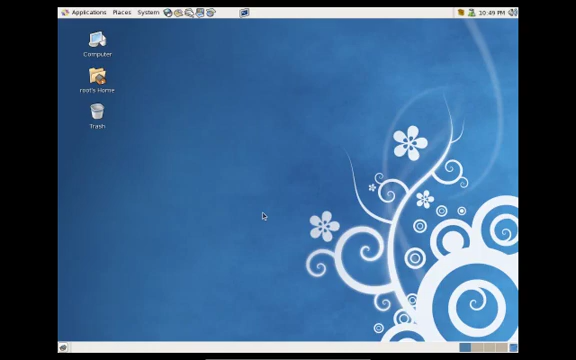 Applications Places System
10:49 PM
Computer
root's Home
Trash